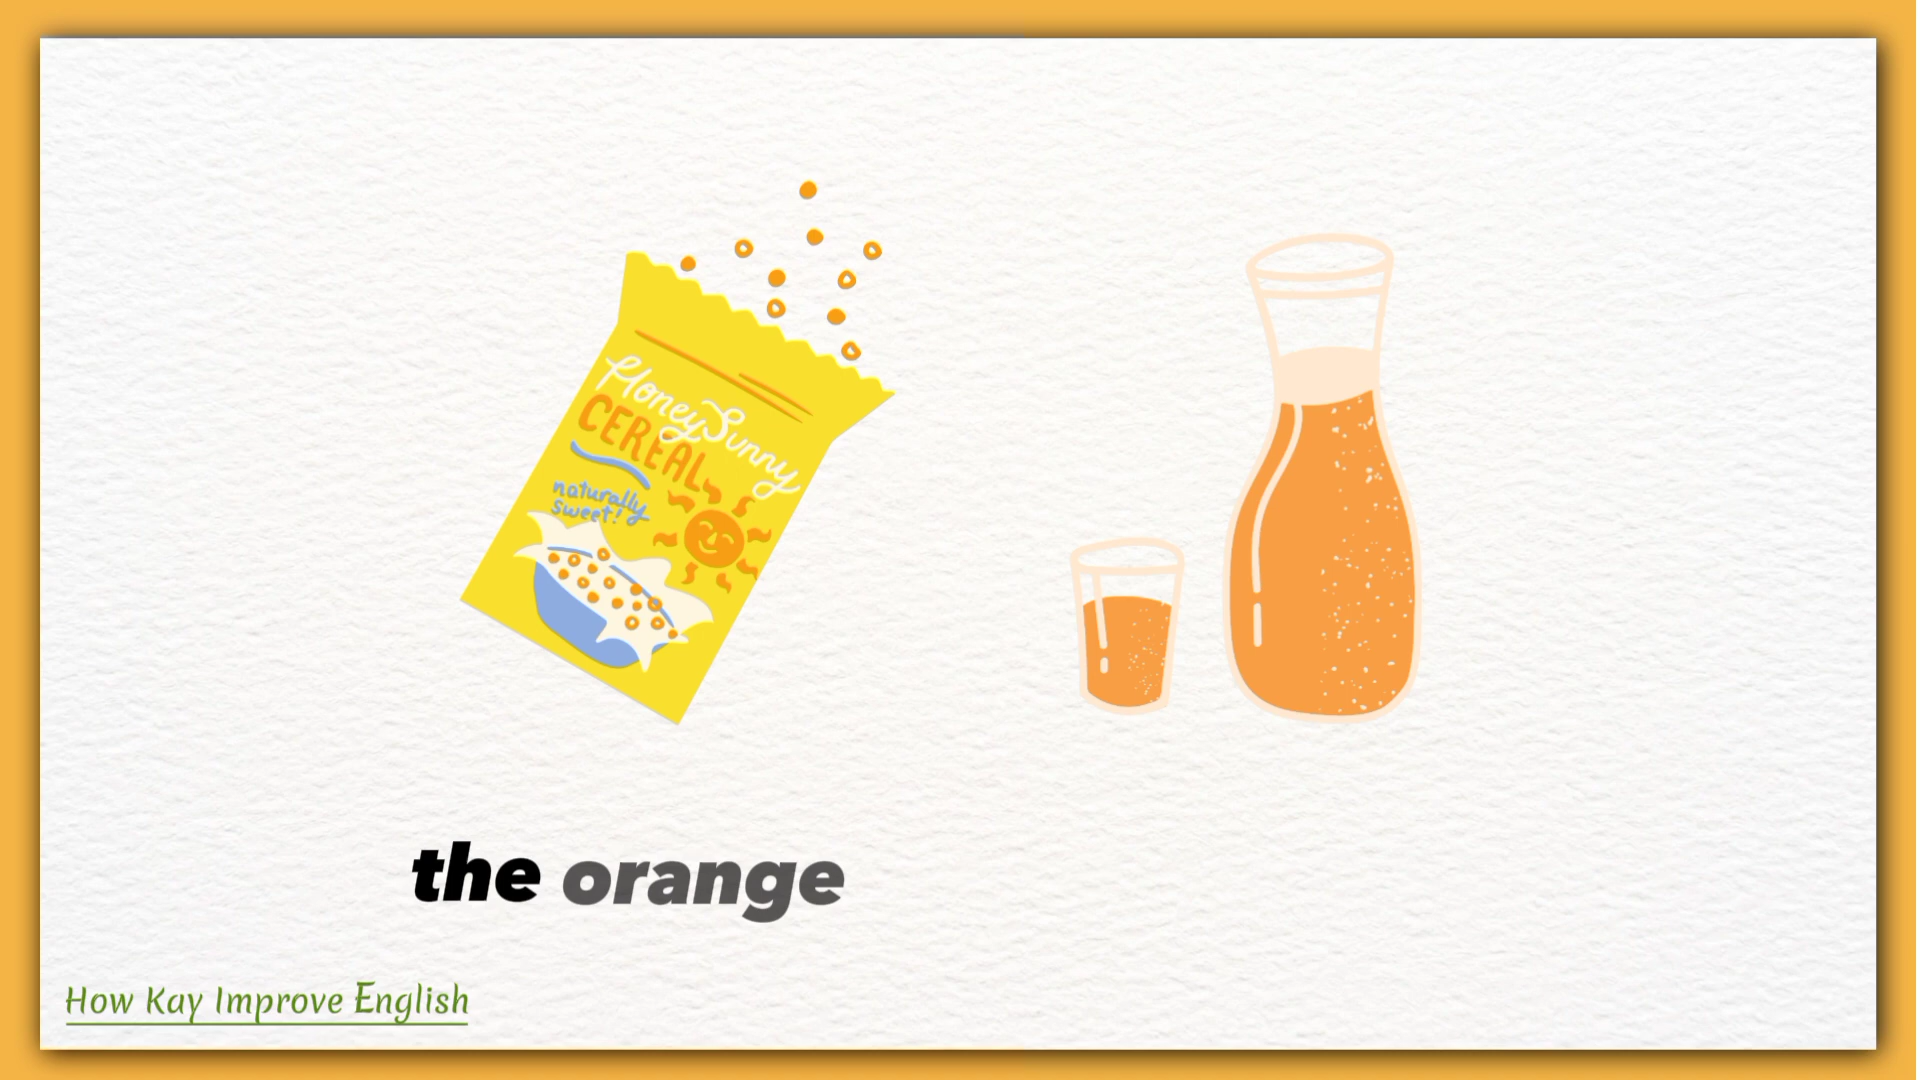 Honey Sunny
CEREAL
naturally
sweet!
the orange
How Kay Improve English